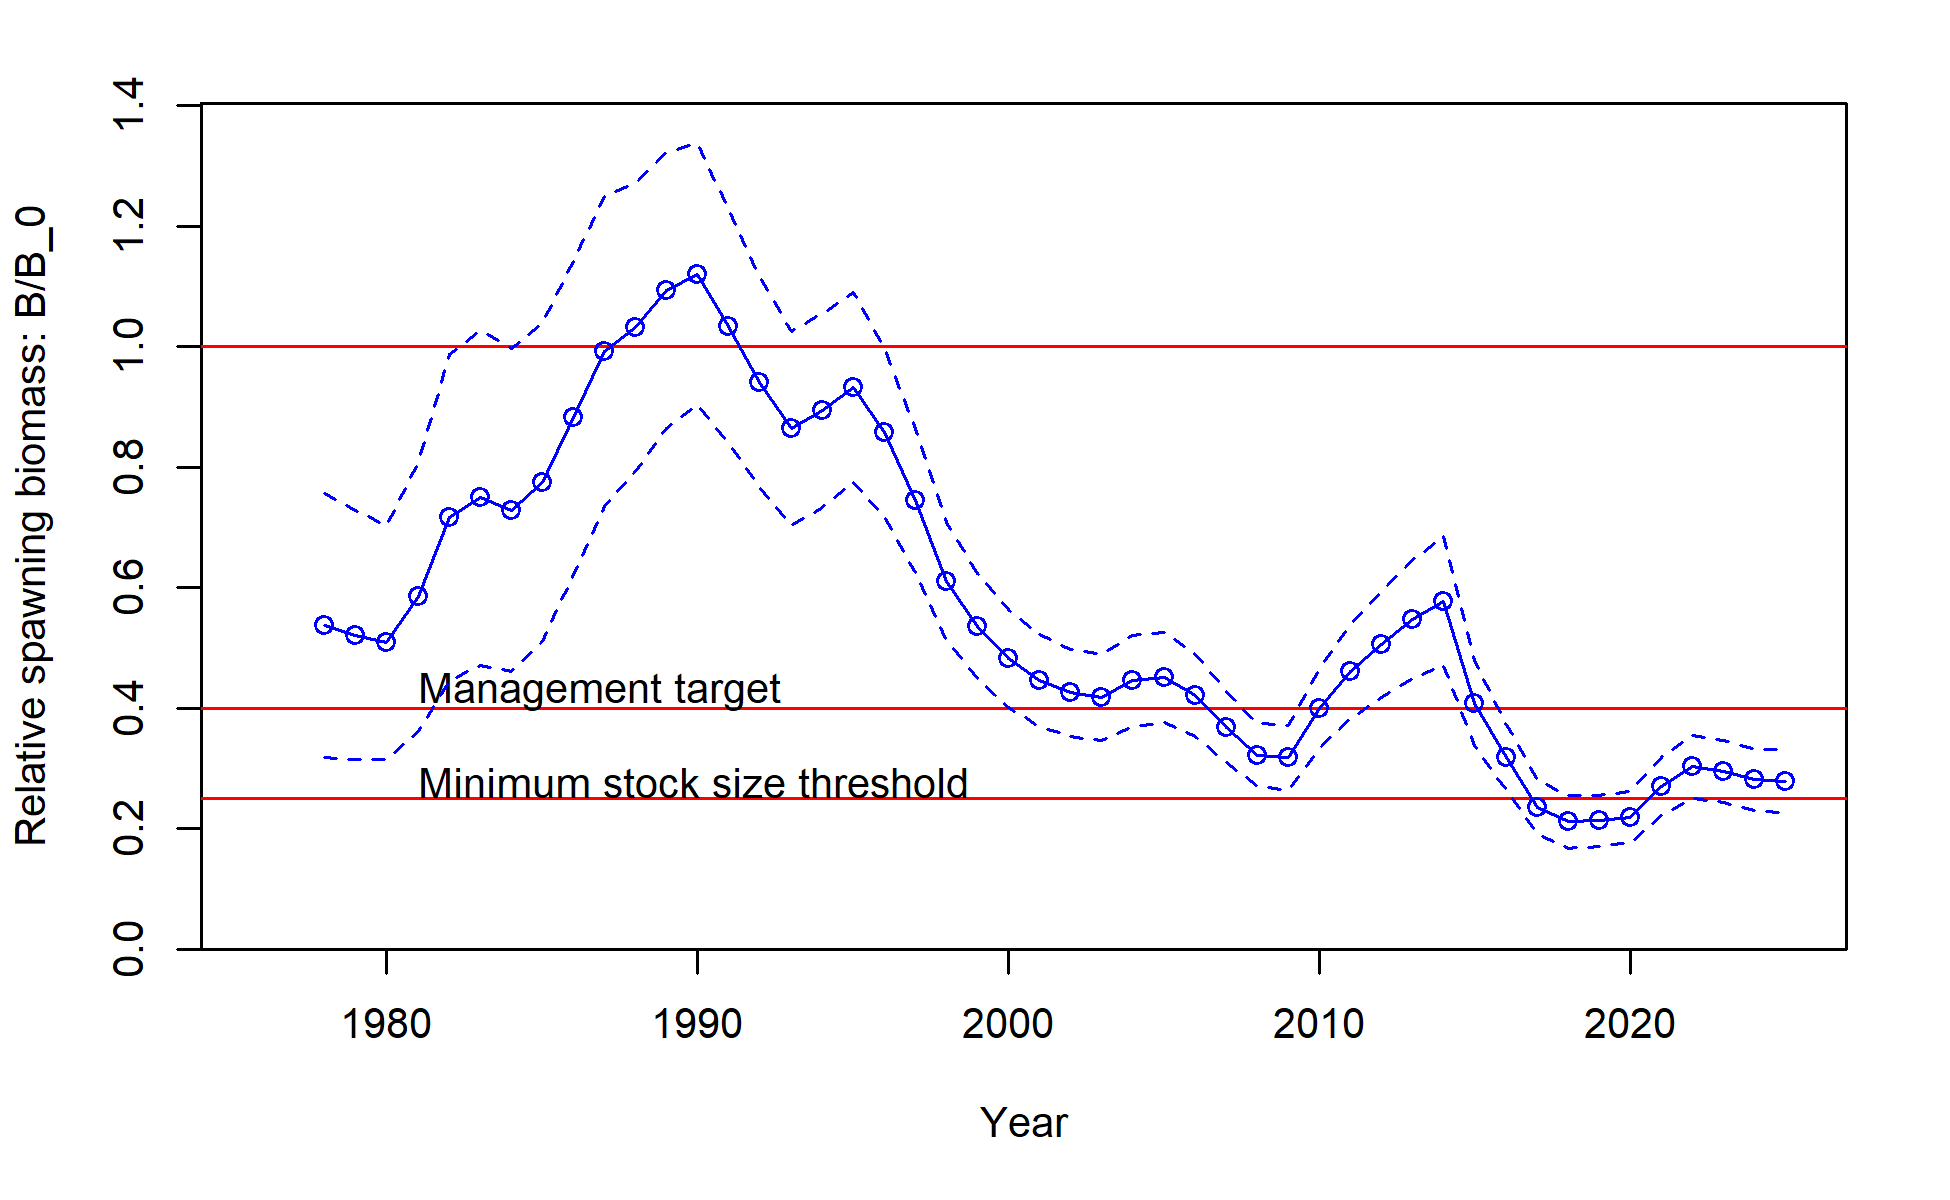 Relative spawning biomass: B/B_0
1.4
1.2
1.0
0.8
0.6
0.4
0.2
0.0
Management target
Minimum stock size threshold
1980 1990 2000 2010 2020
Year